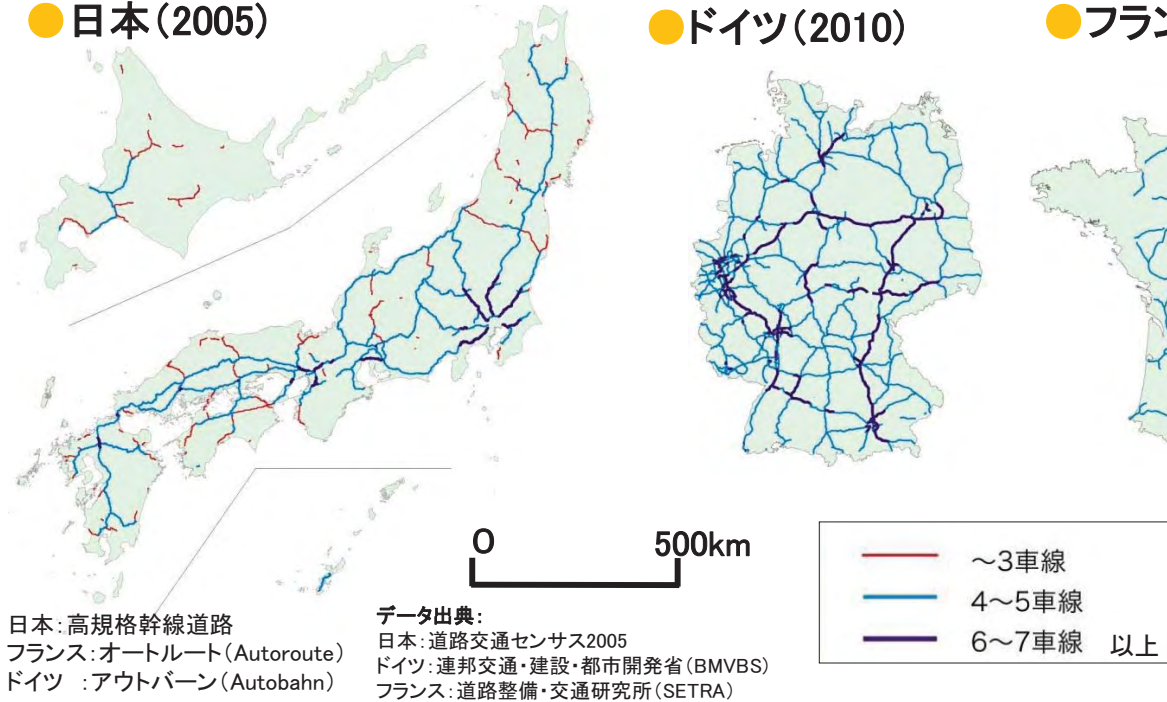 ●日本(2005)
●ドイツ(2010)
●フラン
0 500km
~3車線
4~5車線
6~7車線 以上
日本:高規格幹線道路
フランス:オートルート(Autoroute)
ドイツ :アウトバーン(Autobahn)
データ出典:
日本:道路交通センサス2005
ドイツ:連邦交通・建設・都市開発省(BMVBS)
フランス:道路整備・交通研究所(SETRA)